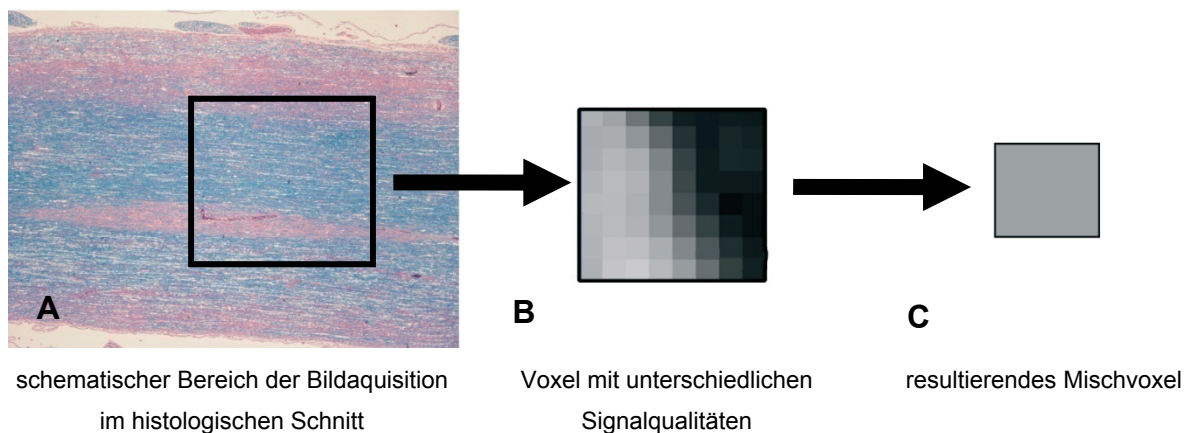 A
B
C
schematischer Bereich der Bildaquisition
im histologischen Schnitt
Voxel mit unterschiedlichen
Signalqualitäten
resultierendes Mischvoxel